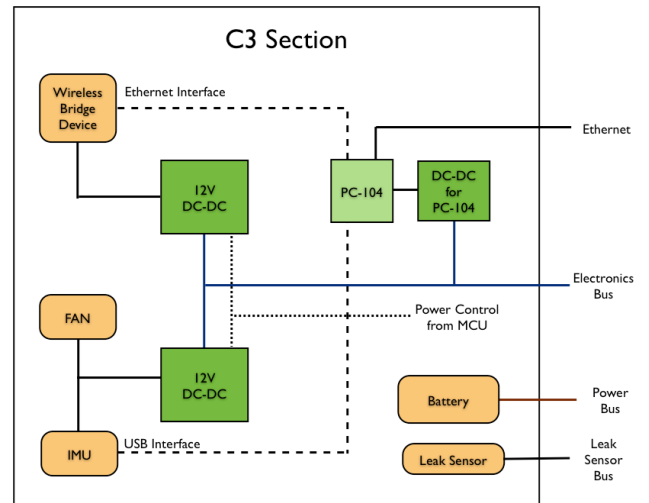 C3 Section
Wireless
Bridge
Device
Ethernet Interface
Ethernet
12V
DC-DC
PC-104
DC-DC
for
PC-104
Electronics
Bus
FAN
Power Control
from MCU
12V
DC-DC
Battery
Power
Bus
USB Interface
IMU
Leak Sensor
Leak
Sensor
Bus